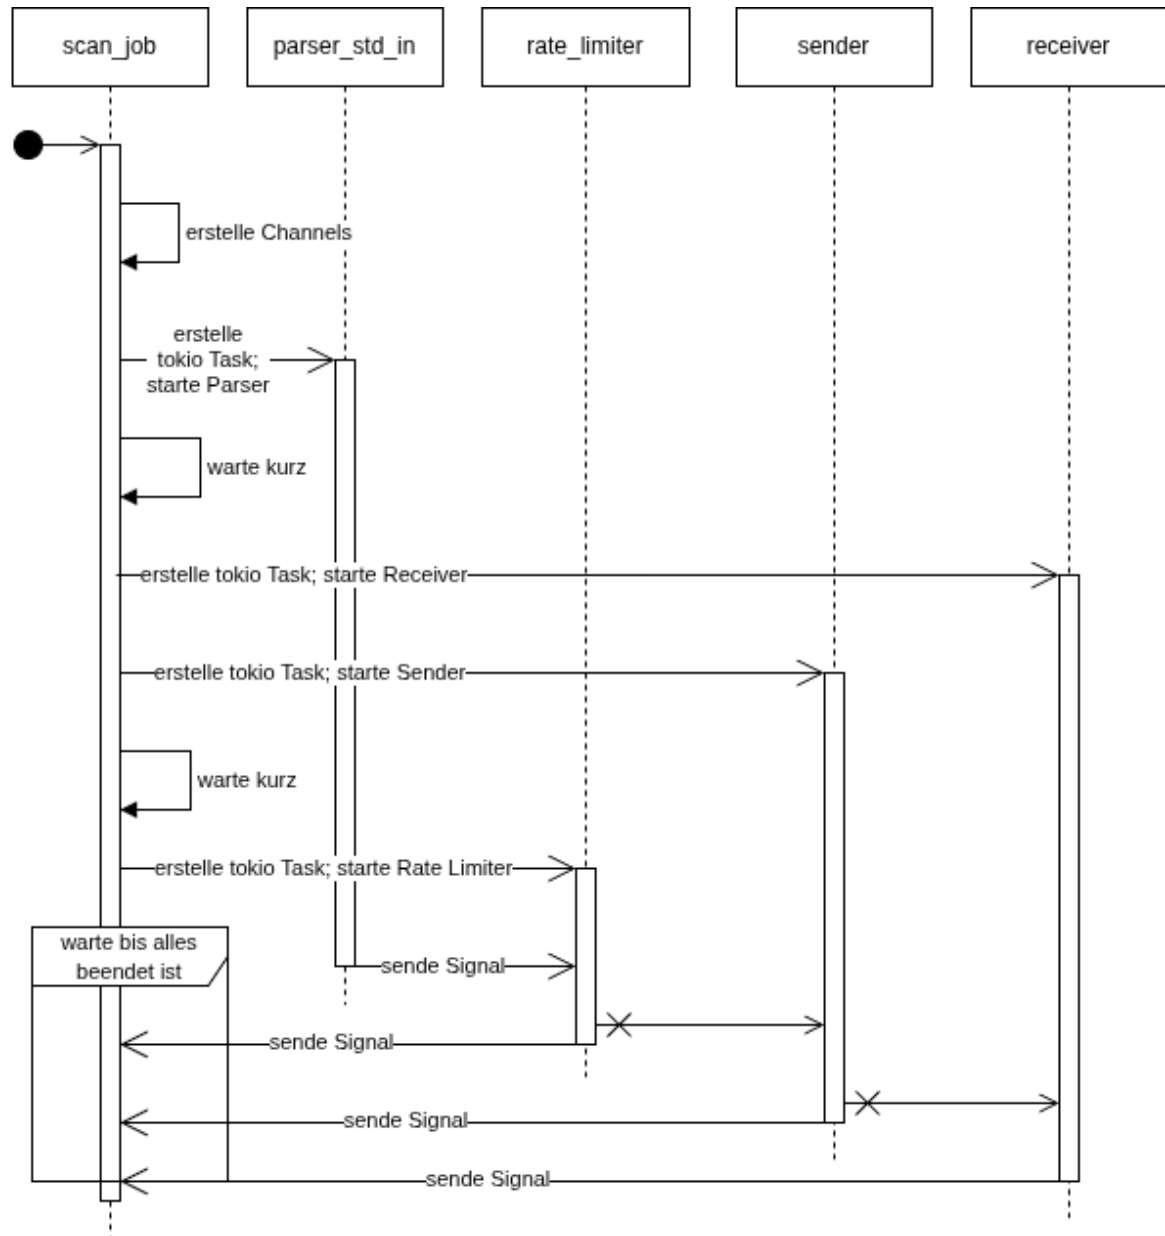 scan_job
parser_std_in
rate_limiter
sender
receiver
erstelle Channels
erstelle
tokio Task;
starte Parser
warte kurz
erstelle tokio Task; starte Receiver
erstelle tokio Task; starte Sender
warte kurz
erstelle tokio Task; starte Rate Limiter
warte bis alles
beendet ist
sende Signal
sende Signal
sende Signal
sende Signal